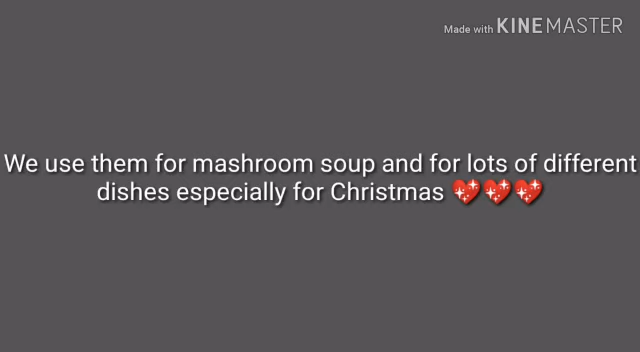 Made with KINEMASTER
We use them for mashroom soup and for lots of different
dishes especially for Christmas 💖💖💖